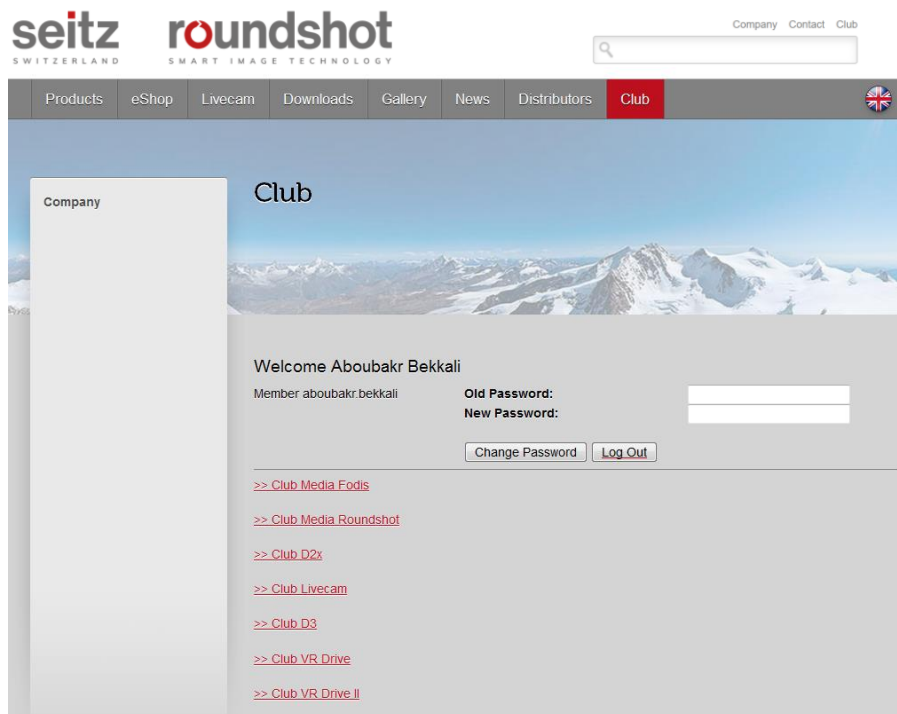 seitz roundshot
SWITZERLAND SMART IMAGE TECHNOLOGY
Company Contact Club
Products eShop Livecam Downloads Gallery News Distributors Club
Company
Club
Welcome Aboubakr Bekkali
Member aboubakr.bekkali Old Password:
New Password:
Change Password Log Out
>> Club Media Fodis
>> Club Media Roundshot
>> Club D2x
>> Club Livecam
>> Club D3
>> Club VR Drive
>> Club VR Drive II